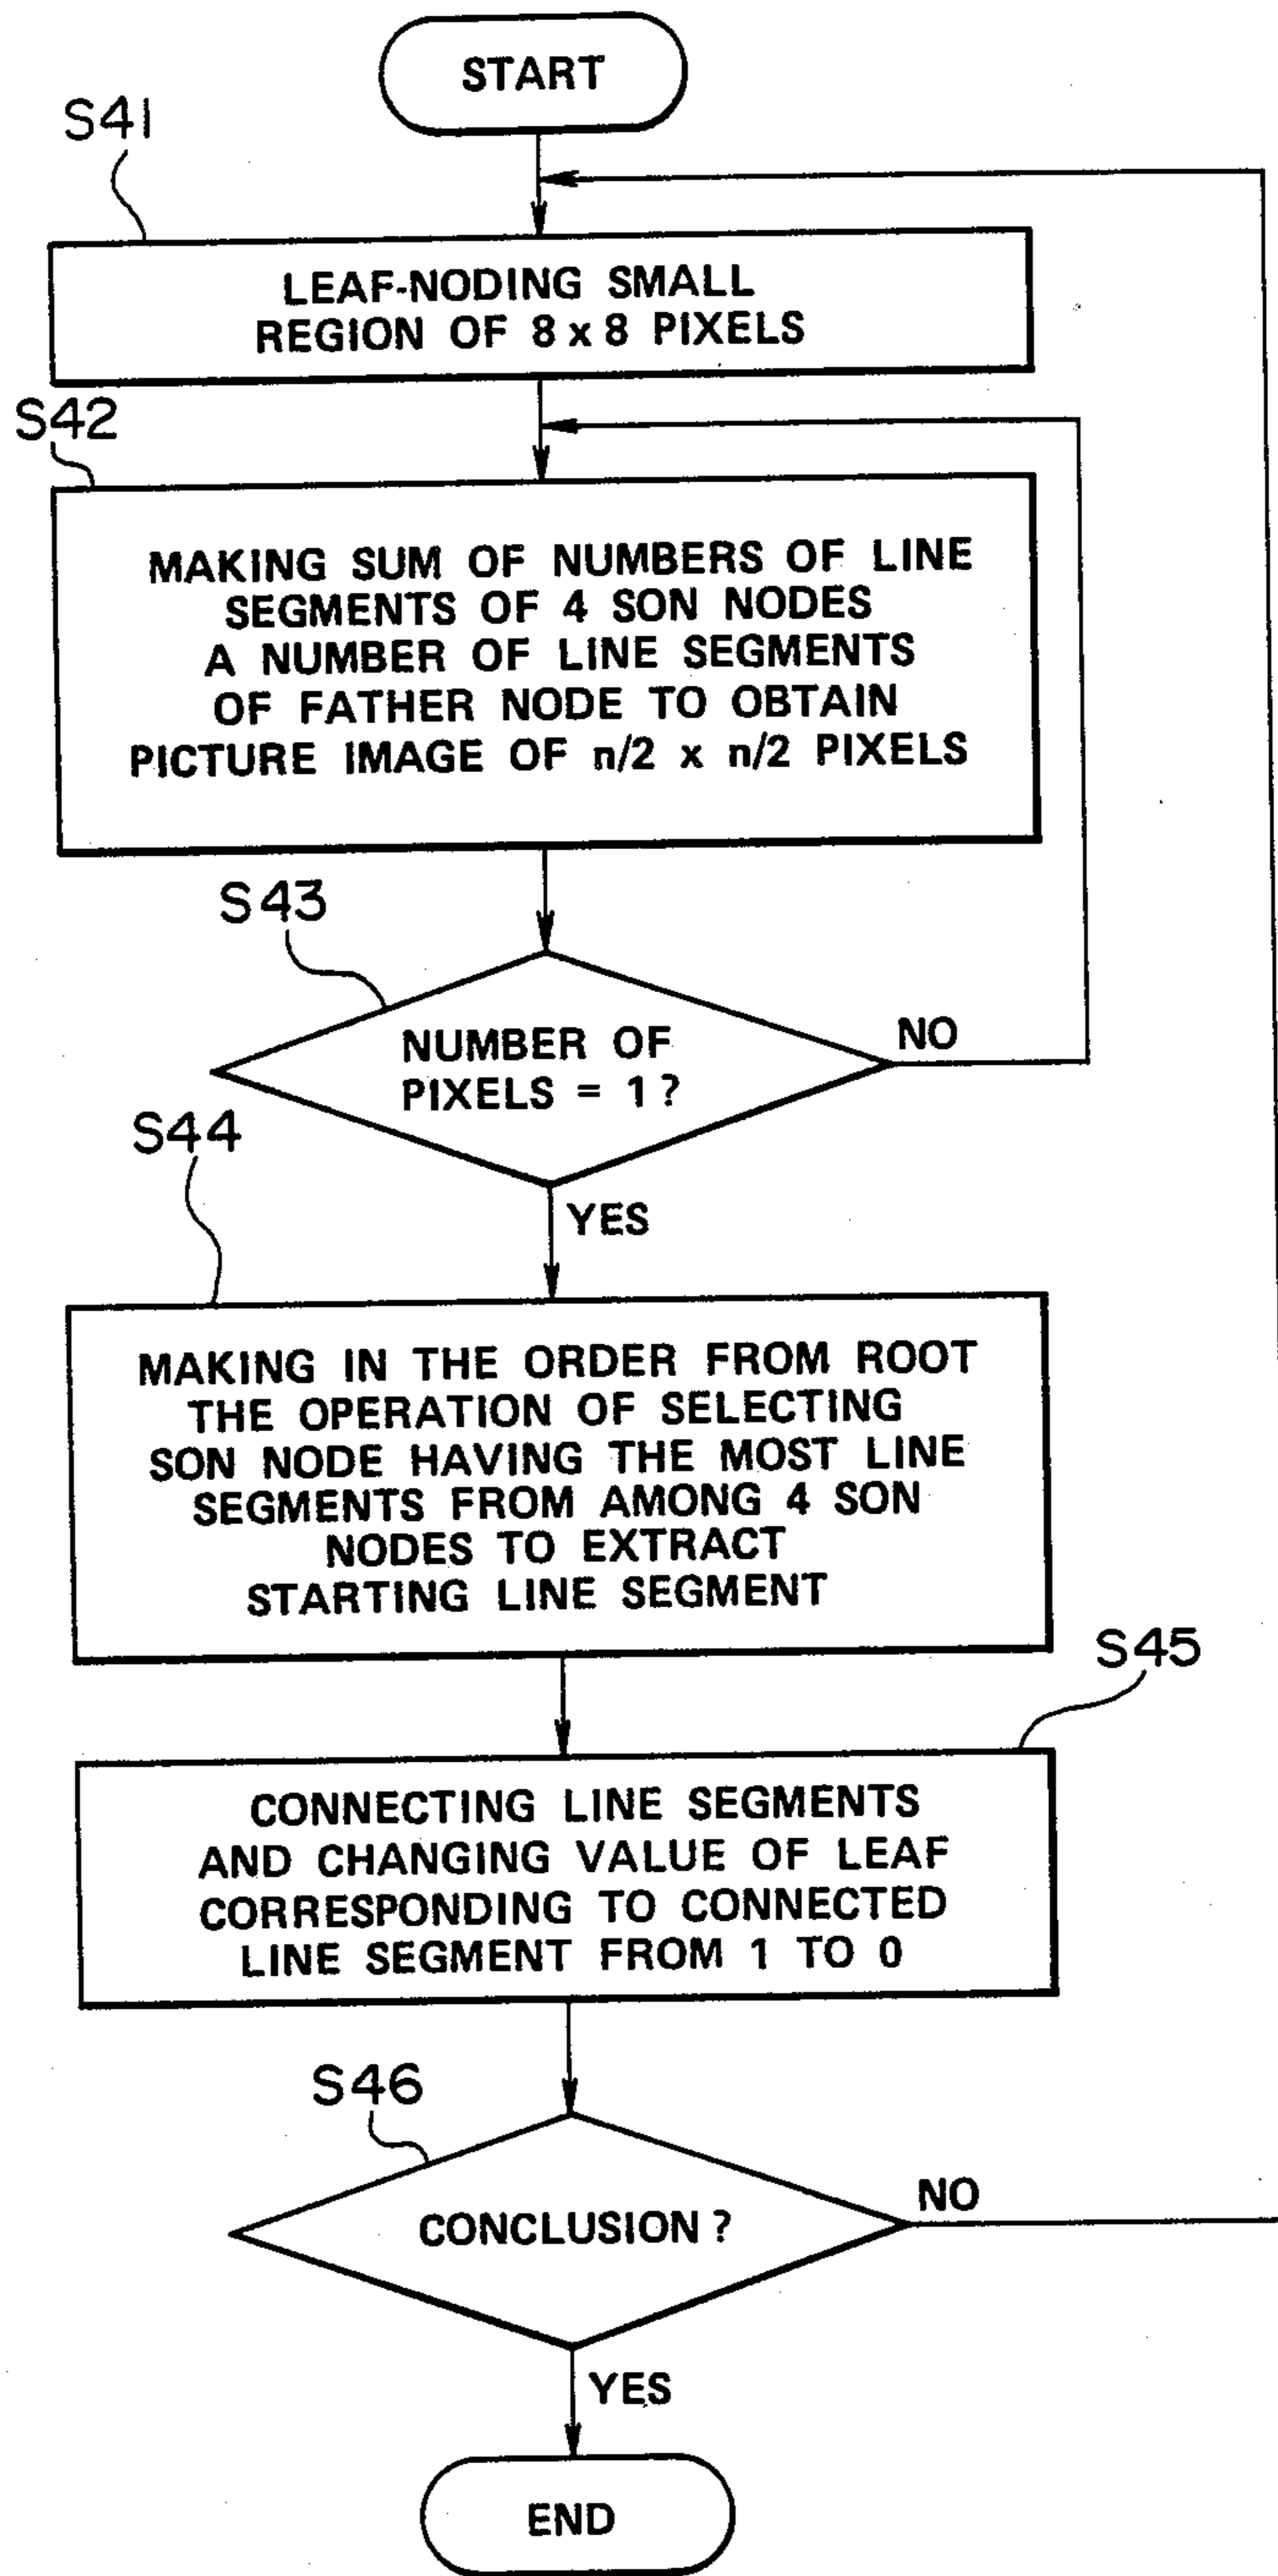 START
S41
LEAF-NODING SMALL
REGION OF 8 x 8 PIXELS
S42
MAKING SUM OF NUMBERS OF LINE
SEGMENTS OF 4 SON NODES
A NUMBER OF LINE SEGMENTS
OF FATHER NODE TO OBTAIN
PICTURE IMAGE OF n/2 x n/2 PIXELS
S43
NUMBER OF
PIXELS = 1 ?
NO
YES
S44
MAKING IN THE ORDER FROM ROOT
THE OPERATION OF SELECTING
SON NODE HAVING THE MOST LINE
SEGMENTS FROM AMONG 4 SON
NODES TO EXTRACT
STARTING LINE SEGMENT
S45
CONNECTING LINE SEGMENTS
AND CHANGING VALUE OF LEAF
CORRESPONDING TO CONNECTED
LINE SEGMENT FROM 1 TO 0
S46
CONCLUSION ?
NO
YES
END